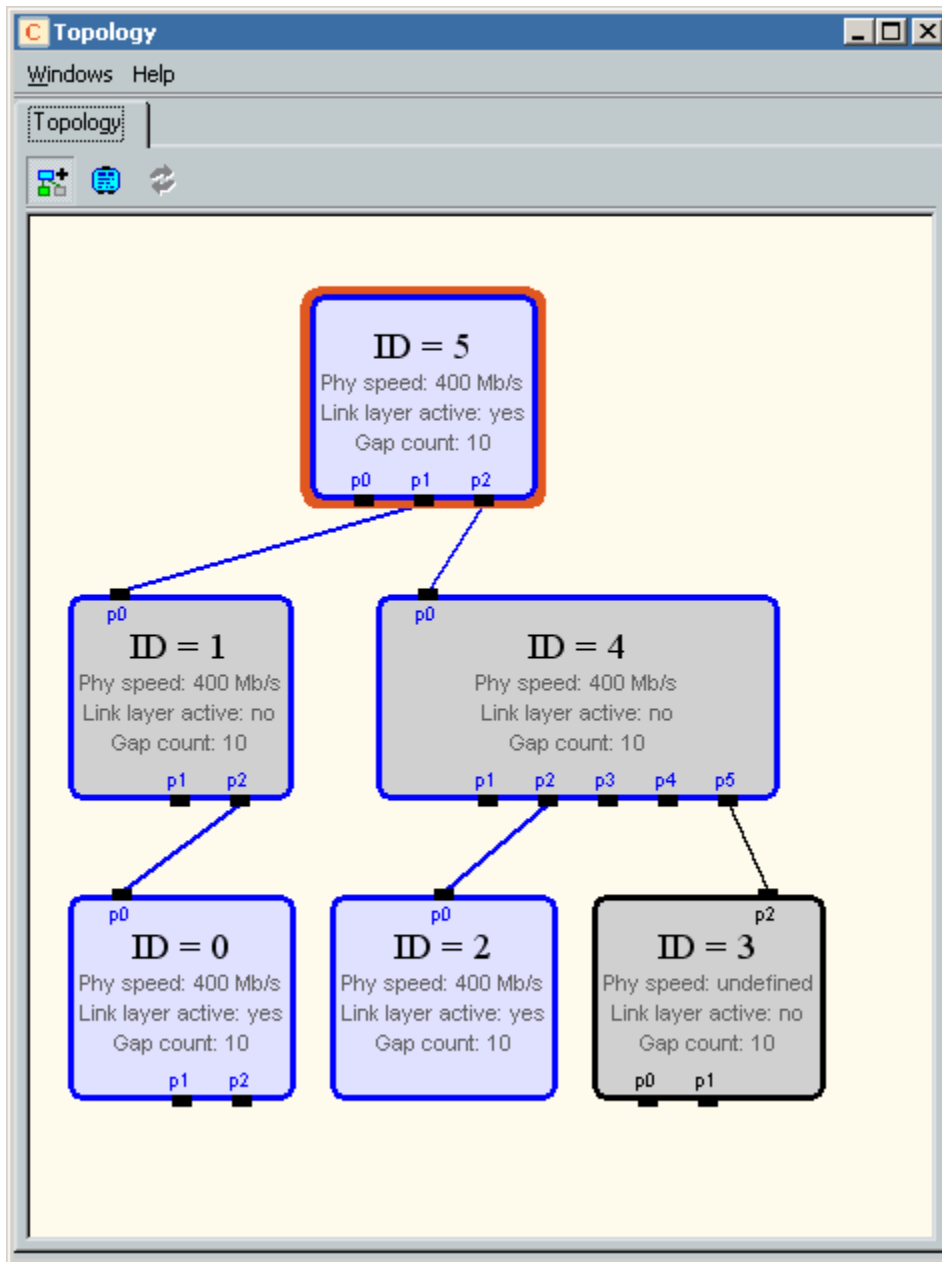 C Topology
Windows Help
Topology
ID = 5
Phy speed: 400 Mb/s
Link layer active: yes
Gap count: 10
p0 p1 p2
p0
ID = 1
Phy speed: 400 Mb/s
Link layer active: no
Gap count: 10
p1 p2
p0
ID = 4
Phy speed: 400 Mb/s
Link layer active: no
Gap count: 10
p1 p2 p3 p4 p5
p0
ID = 0
Phy speed: 400 Mb/s
Link layer active: yes
Gap count: 10
p1 p2
p0
ID = 2
Phy speed: 400 Mb/s
Link layer active: yes
Gap count: 10
p2
ID = 3
Phy speed: undefined
Link layer active: no
Gap count: 10
p0 p1